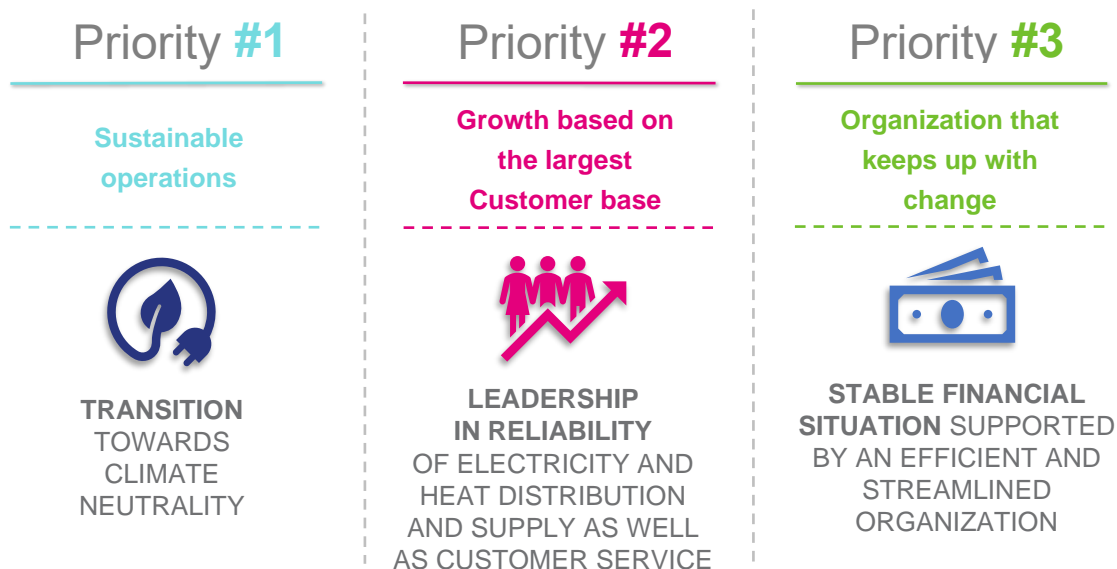 Priority #1
Sustainable
operations
TRANSITION
TOWARDS
CLIMATE
NEUTRALITY
Priority #2
Growth based on
the largest
Customer base
LEADERSHIP
IN RELIABILITY
OF ELECTRICITY AND
HEAT DISTRIBUTION
AND SUPPLY AS WELL
AS CUSTOMER SERVICE
Priority #3
Organization that
keeps up with
change
STABLE FINANCIAL
SITUATION SUPPORTED
BY AN EFFICIENT AND
STREAMLINED
ORGANIZATION